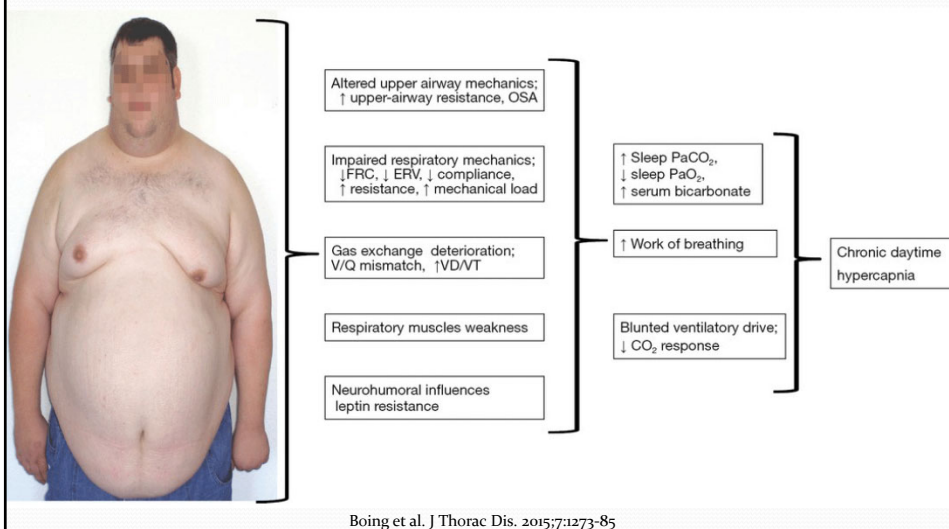 Altered upper airway mechanics;
↑ upper-airway resistance, OSA
Impaired respiratory mechanics;
↓FRC, ↓ ERV, ↓ compliance,
↑ resistance, ↑ mechanical load
Gas exchange deterioration;
V/Q mismatch, ↑VD/VT
Respiratory muscles weakness
Neurohumoral influences
leptin resistance
↑ Sleep PaCO₂,
↓ sleep PaO₂,
↑ serum bicarbonate
↑ Work of breathing
Blunted ventilatory drive;
↓ CO₂ response
Chronic daytime
hypercapnia
Boing et al. J Thorac Dis. 2015;7:1273-85